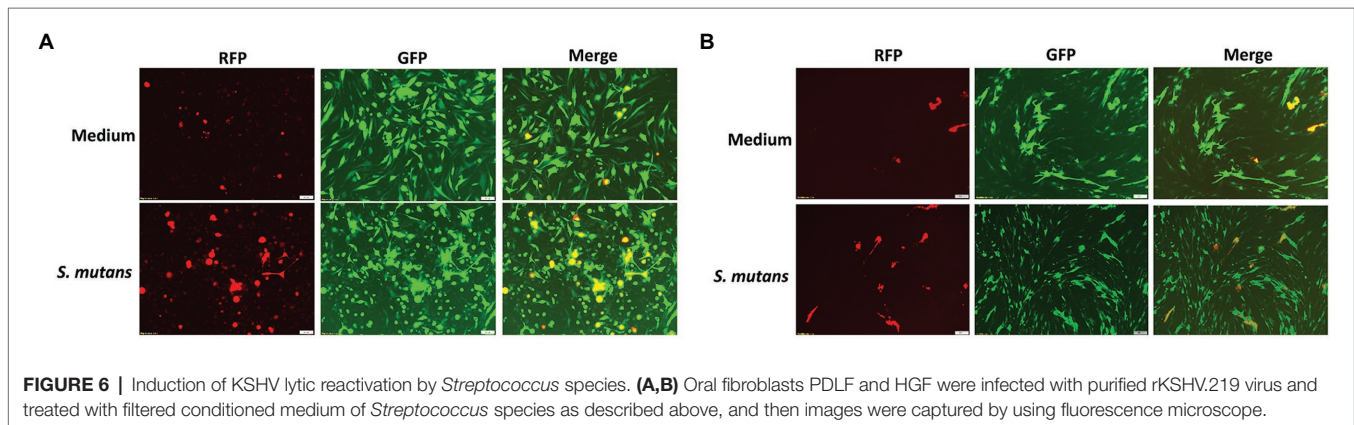 A
B
RFP GFP Merge
RFP GFP Merge
Medium
Medium
S. mutans
S. mutans
FIGURE 6 | Induction of KSHV lytic reactivation by Streptococcus species. (A,B) Oral fibroblasts PDLF and HGF were infected with purified rKSHV.219 virus and
treated with filtered conditioned medium of Streptococcus species as described above, and then images were captured by using fluorescence microscope.